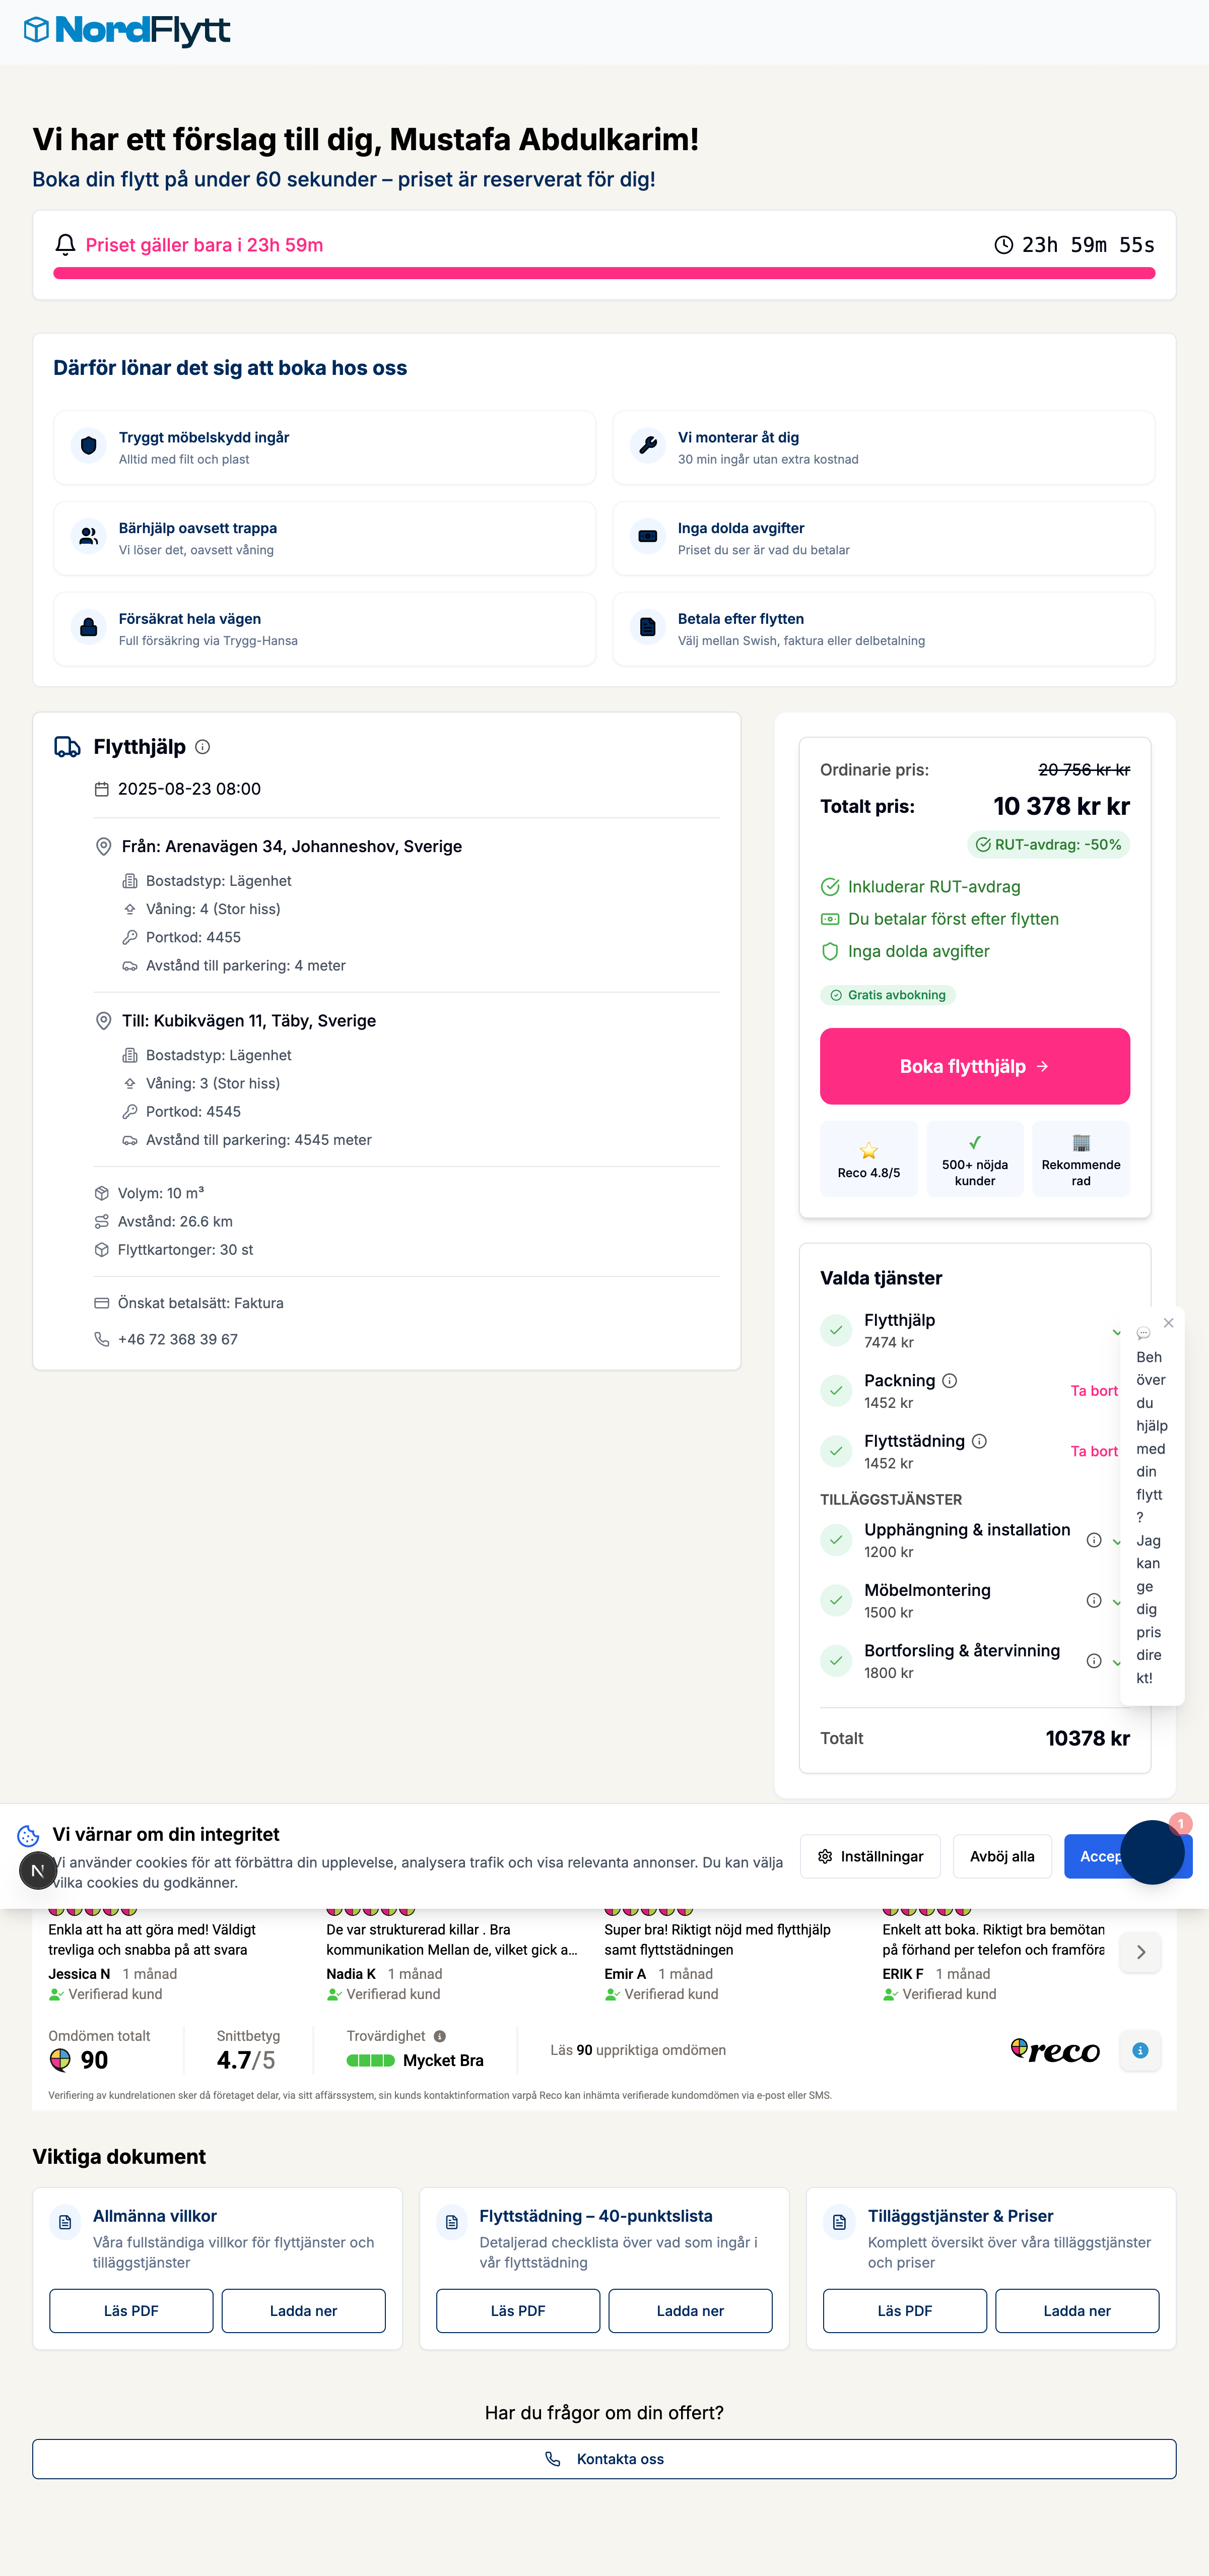 NordFlytt
Vi har ett förslag till dig, Mustafa Abdulkarim!
Boka din flytt på under 60 sekunder – priset är reserverat för dig!
Priset gäller bara i 23h 59m
23h 59m 55s
Därför lönar det sig att boka hos oss
Tryggt möbelskydd ingår
Alltid med filt och plast
Vi monterar åt dig
30 min ingår utan extra kostnad
Bärhjälp oavsett trappa
Vi löser det, oavsett våning
Inga dolda avgifter
Priset du ser är vad du betalar
Försäkrat hela vägen
Full försäkring via Trygg-Hansa
Betala efter flytten
Välj mellan Swish, faktura eller delbetalning
Flytthjälp
2025-08-23 08:00
Från: Arenavägen 34, Johanneshov, Sverige
Bostadstyp: Lägenhet
Våning: 4 (Stor hiss)
Portkod: 4455
Avstånd till parkering: 4 meter
Till: Kubikvägen 11, Täby, Sverige
Bostadstyp: Lägenhet
Våning: 3 (Stor hiss)
Portkod: 4545
Avstånd till parkering: 4545 meter
Volym: 10 m³
Avstånd: 26.6 km
Flyttkartonger: 30 st
Önskat betalsätt: Faktura
+46 72 368 39 67
Ordinarie pris:
20 756 kr kr
Totalt pris:
10 378 kr kr
RUT-avdrag: -50%
Inkluderar RUT-avdrag
Du betalar först efter flytten
Inga dolda avgifter
Gratis avbokning
Boka flytthjälp
Reco 4.8/5
500+ nöjda
kunder
Rekommende
rad
Valda tjänster
Flytthjälp
7474 kr
Packning
1452 kr
Ta bort
Flyttstädning
1452 kr
Ta bort
TILLÄGGSTJÄNSTER
Upphängning & installation
1200 kr
Möbelmontering
1500 kr
Bortforsling & återvinning
1800 kr
Totalt
10378 kr
Beh
över
du
hjälp
med
din
flytt
?
Jag
kan
ge
dig
pris
dire
kt!
Vi värnar om din integritet
Vi använder cookies för att förbättra din upplevelse, analysera trafik och visa relevanta annonser. Du kan välja
vilka cookies du godkänner.
N
Inställningar
Avböj alla
Accep
1
Enkla att ha att göra med! Väldigt
trevliga och snabba på att svara
Jessica N 1 månad
Verifierad kund
De var strukturerad killar . Bra
kommunikation Mellan de, vilket gick a...
Nadia K 1 månad
Verifierad kund
Super bra! Riktigt nöjd med flytthjälp
samt flyttstädningen
Emir A 1 månad
Verifierad kund
Enkelt att boka. Riktigt bra bemötan
på förhand per telefon och framföra
ERIK F 1 månad
Verifierad kund
Omdömen totalt
90
Snittbetyg
4.7/5
Trovärdighet
Mycket Bra
Läs 90 uppriktiga omdömen
reco
Verifiering av kundrelationen sker då företaget delar, via sitt affärssystem, sin kunds kontaktinformation varpå Reco kan inhämta verifierade kundomdömen via e-post eller SMS.
Viktiga dokument
Allmänna villkor
Våra fullständiga villkor för flyttjänster och
tilläggstjänster
Läs PDF
Ladda ner
Flyttstädning – 40-punktslista
Detaljerad checklista över vad som ingår i
vår flyttstädning
Läs PDF
Ladda ner
Tilläggstjänster & Priser
Komplett översikt över våra tilläggstjänster
och priser
Läs PDF
Ladda ner
Har du frågor om din offert?
Kontakta oss